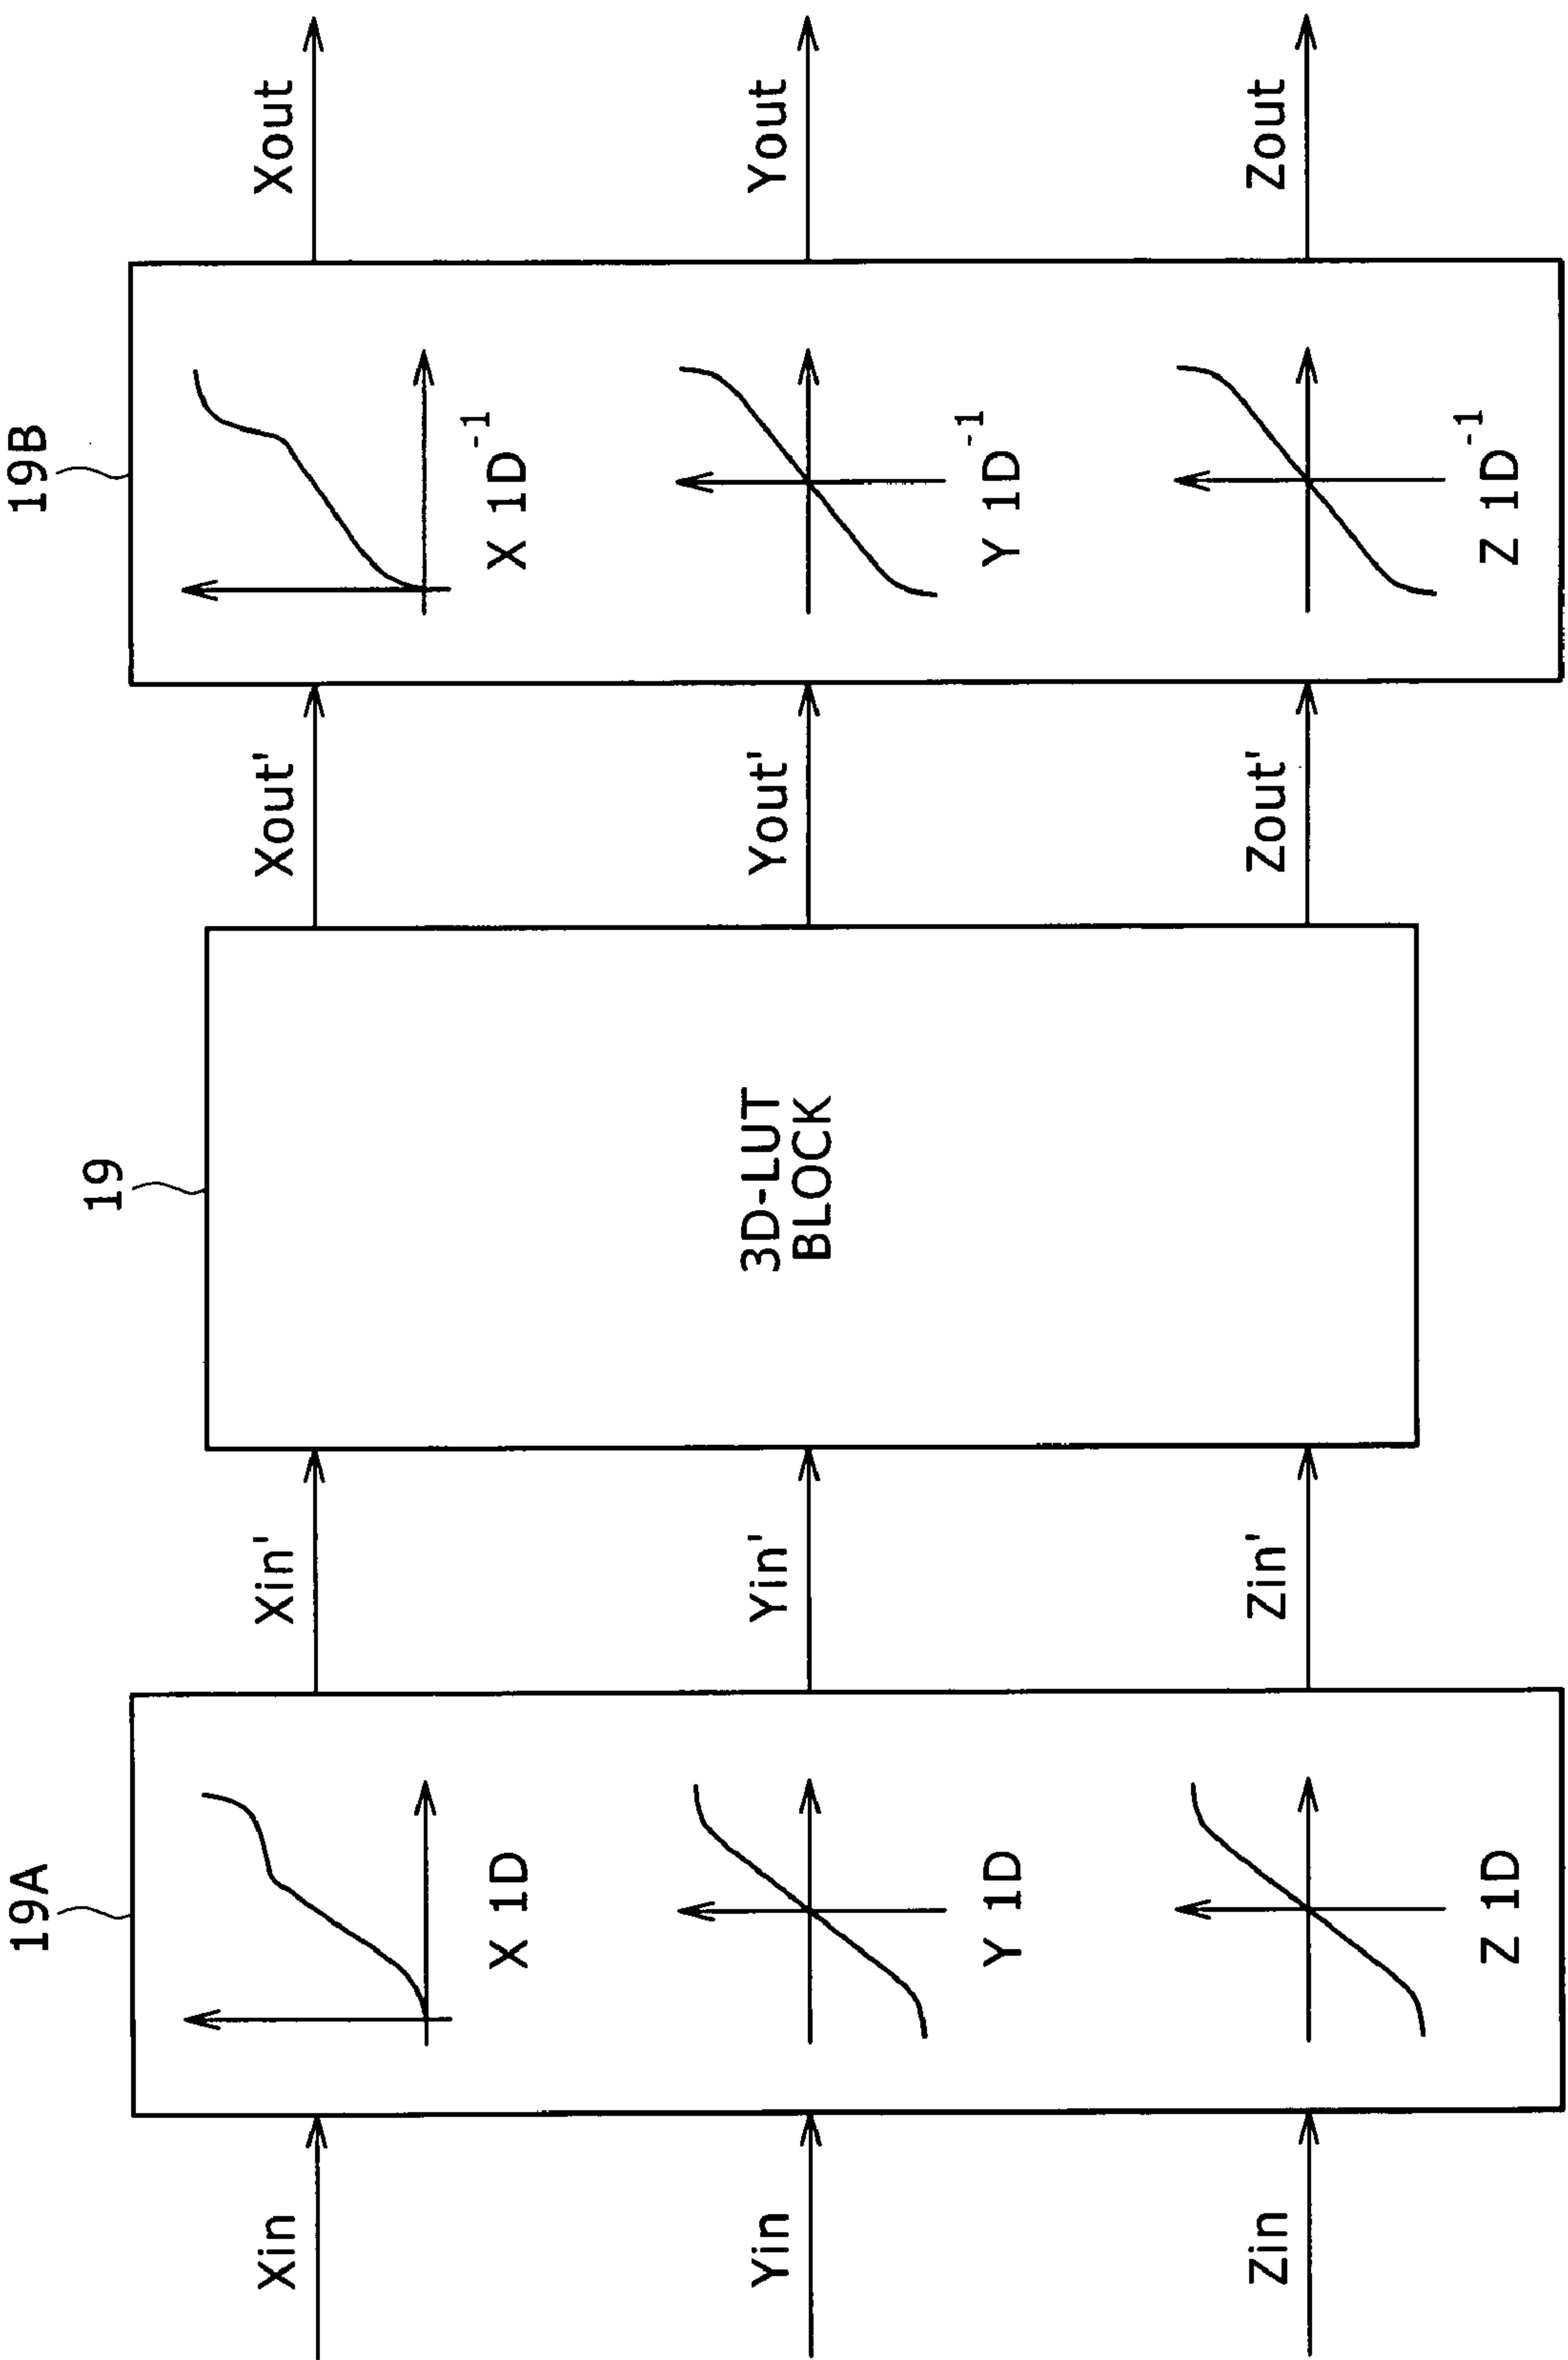 19A
19
19B
Xin
Xin'
Xout'
Xout
X 1D
X 1D⁻¹
Yin
Yin'
3D-LUT
BLOCK
Yout'
Yout
Y 1D
Y 1D⁻¹
Zin
Zin'
Zout'
Zout
Z 1D
Z 1D⁻¹